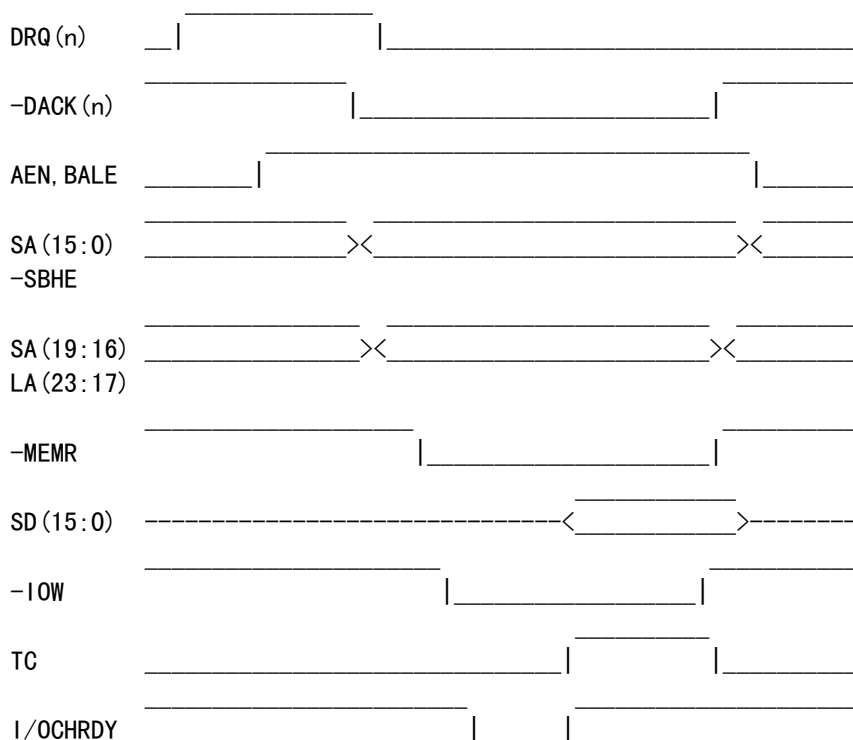 DRQ(n)
-DACK(n)
AEN,BALE
SA(15:0)
-SBHE
SA(19:16)
LA(23:17)
-MEMR
SD(15:0)
-IOW
TC
I/OCHRDY